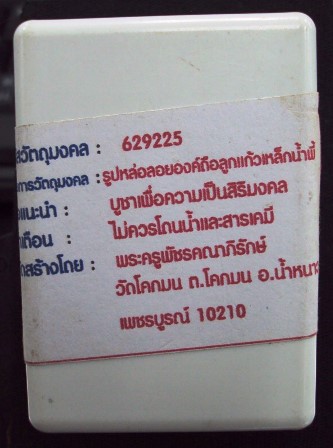 สวัตถุมงคล : 629225
การวัตถุมงคล : รูปหล่อลอยองค์ถือลูกแก้วเหล็กน้ำพี้
แนะนำ : บูชาเพื่อความเป็นสิริมงคล
เตือน : ไม่ควรโดนน้ำและสารเคมี
สร้างโดย : พระครูพัชรคณาภิรักษ์
วัดโคกมน ต.โคกมน อ.น้ำหนาว
เพชรบูรณ์ 10210